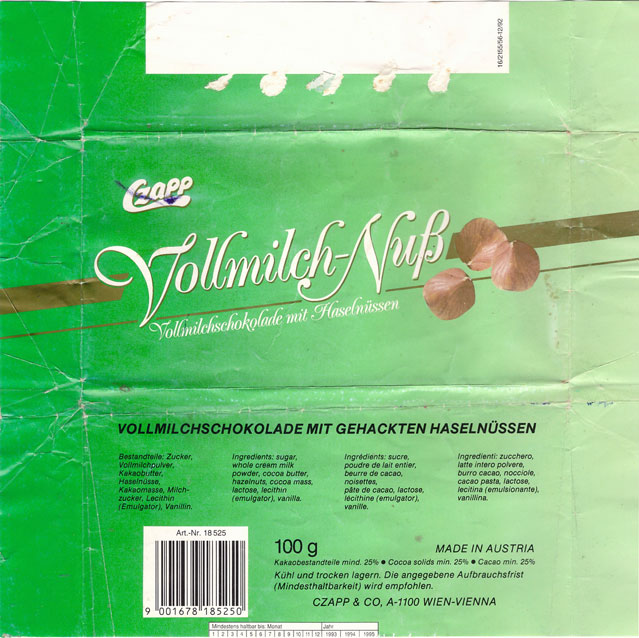 16/2155/56-12/92
Czapp
Vollmilch-Nuß
Vollmilchschokolade mit Haselnüssen
VOLLMILCHSCHOKOLADE MIT GEHACKTEN HASELNÜSSEN
Bestandteile: Zucker,
Vollmilchpulver,
Kakaobutter,
Haselnüsse,
Kakaomasse, Milch-
zucker, Lecithin
(Emulgator), Vanillin.
Ingredients: sugar,
whole cream milk
powder, cocoa butter,
hazelnuts, cocoa mass,
lactose, lecithin
(emulgator), vanilla.
Ingrédients: sucre,
poudre de lait entier,
beurre de cacao,
noisettes,
pâte de cacao, lactose,
lécithine (emulgator),
vanille.
Ingredienti: zucchero,
latte intero polvere,
burro cacao, nocciole,
cacao pasta, lactose,
lecitina (emulsionante),
vanillina.
Art.-Nr. 18 525
9 001678 185250
100 g
MADE IN AUSTRIA
Kakaobestandteile mind. 25% ● Cocoa solids min. 25% ● Cacao min. 25%
Kühl und trocken lagern. Die angegebene Aufbrauchsfrist
(Mindesthaltbarkeit) wird empfohlen.
CZAPP & CO, A-1100 WIEN-VIENNA
Mindestens haltbar bis: Monat Jahr
1 2 3 4 5 6 7 8 9 10 11 12 1993 1994 1995